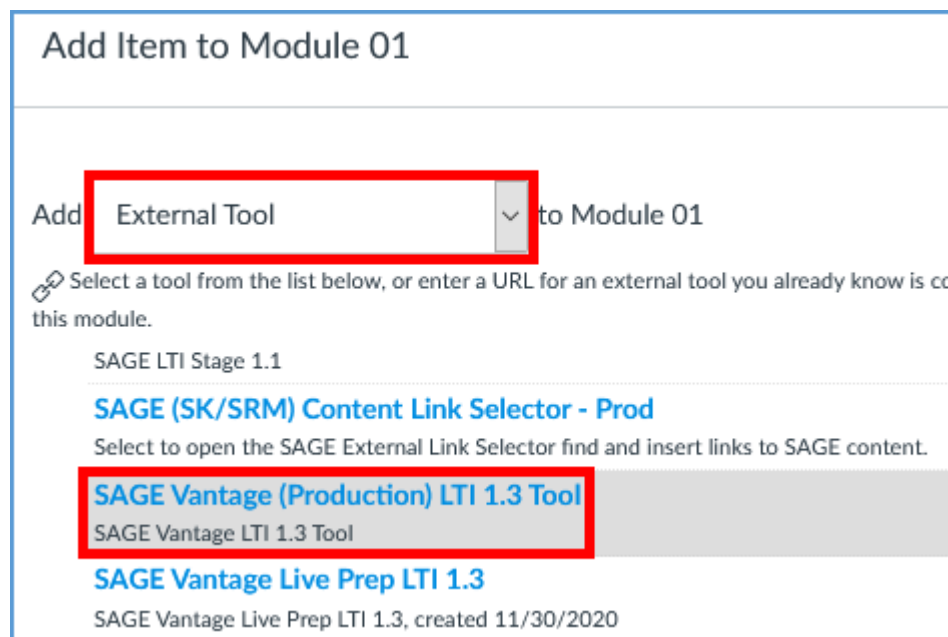 Add Item to Module 01
Add External Tool to Module 01
Select a tool from the list below, or enter a URL for an external tool you already know is
this module.
SAGE LTI Stage 1.1
SAGE (SK/SRM) Content Link Selector - Prod
Select to open the SAGE External Link Selector find and insert links to SAGE content.
SAGE Vantage (Production) LTI 1.3 Tool
SAGE Vantage LTI 1.3 Tool
SAGE Vantage Live Prep LTI 1.3
SAGE Vantage Live Prep LTI 1.3, created 11/30/2020